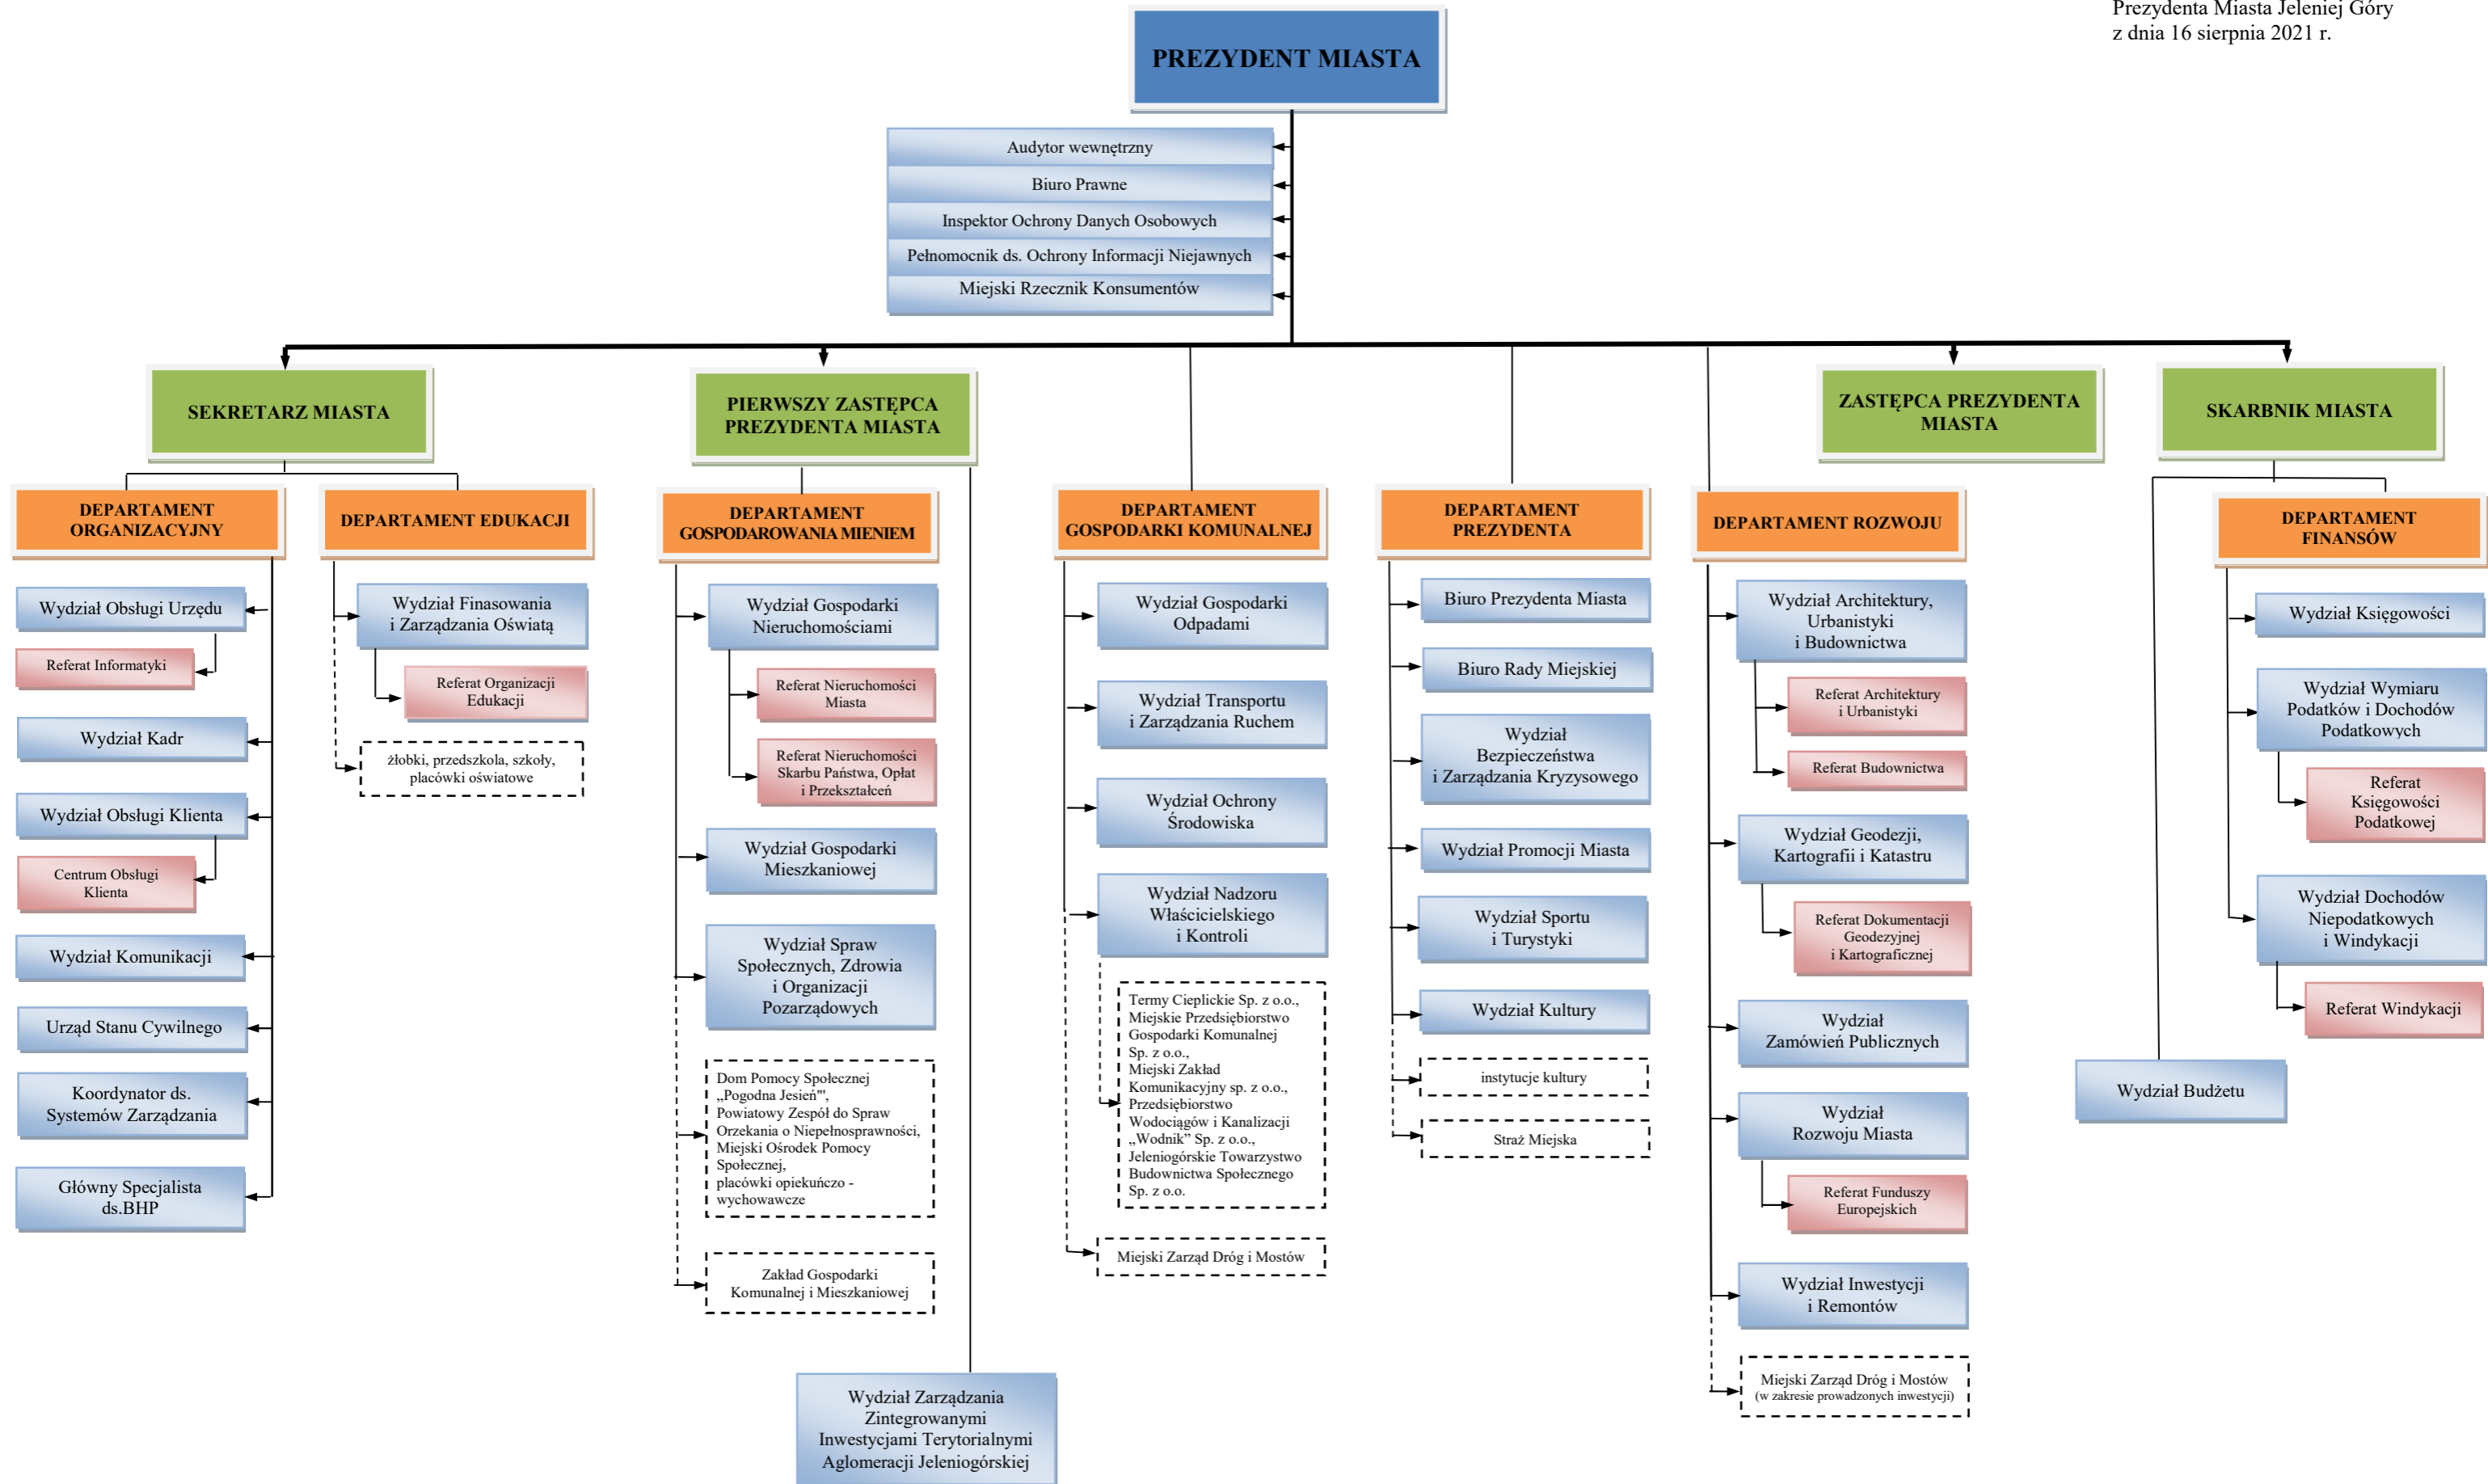 Prezydenta Miasta Jeleniej Góry
z dnia 16 sierpnia 2021 r.
PREZYDENT MIASTA
Audytor wewnętrzny
Biuro Prawne
Inspektor Ochrony Danych Osobowych
Pełnomocnik ds. Ochrony Informacji Niejawnych
Miejski Rzecznik Konsumentów
SEKRETARZ MIASTA
PIERWSZY ZASTĘPCA
PREZYDENTA MIASTA
ZASTĘPCA PREZYDENTA
MIASTA
SKARBNIK MIASTA
DEPARTAMENT
ORGANIZACYJNY
Wydział Obsługi Urzędu
Referat Informatyki
Wydział Kadr
Wydział Obsługi Klienta
Centrum Obsługi
Klienta
Wydział Komunikacji
Urząd Stanu Cywilnego
Koordynator ds.
Systemów Zarządzania
Główny Specjalista
ds.BHP
DEPARTAMENT EDUKACJI
Wydział Finasowania
i Zarządzania Oświatą
Referat Organizacji
Edukacji
żłobki, przedszkola, szkoły,
placówki oświatowe
DEPARTAMENT
GOSPODAROWANIA MIENIEM
Wydział Gospodarki
Nieruchomościami
Referat Nieruchomości
Miasta
Referat Nieruchomości
Skarbu Państwa, Opłat
i Przekształceń
Wydział Gospodarki
Mieszkaniowej
Wydział Spraw
Społecznych, Zdrowia
i Organizacji
Pozarządowych
Dom Pomocy Społecznej
„Pogodna Jesień"',
Powiatowy Zespół do Spraw
Orzekania o Niepełnosprawności,
Miejski Ośrodek Pomocy
Społecznej,
placówki opiekuńczo -
wychowawcze
Zakład Gospodarki
Komunalnej i Mieszkaniowej
Wydział Zarządzania
Zintegrowanymi
Inwestycjami Terytorialnymi
Aglomeracji Jeleniogórskiej
DEPARTAMENT
GOSPODARKI KOMUNALNEJ
Wydział Gospodarki
Odpadami
Wydział Transportu
i Zarządzania Ruchem
Wydział Ochrony
Środowiska
Wydział Nadzoru
Właścicielskiego
i Kontroli
Termy Cieplickie Sp. z o.o.,
Miejskie Przedsiębiorstwo
Gospodarki Komunalnej
Sp. z o.o.,
Miejski Zakład
Komunikacyjny sp. z o.o.,
Przedsiębiorstwo
Wodociągów i Kanalizacji
„Wodnik” Sp. z o.o.,
Jeleniogórskie Towarzystwo
Budownictwa Społecznego
Sp. z o.o.
Miejski Zarząd Dróg i Mostów
DEPARTAMENT
PREZYDENTA
Biuro Prezydenta Miasta
Biuro Rady Miejskiej
Wydział
Bezpieczeństwa
i Zarządzania Kryzysowego
Wydział Promocji Miasta
Wydział Sportu
i Turystyki
Wydział Kultury
instytucje kultury
Straż Miejska
DEPARTAMENT ROZWOJU
Wydział Architektury,
Urbanistyki
i Budownictwa
Referat Architektury
i Urbanistyki
Referat Budownictwa
Wydział Geodezji,
Kartografii i Katastru
Referat Dokumentacji
Geodezyjnej
i Kartograficznej
Wydział
Zamówień Publicznych
Wydział
Rozwoju Miasta
Referat Funduszy
Europejskich
Wydział Inwestycji
i Remontów
Miejski Zarząd Dróg i Mostów
(w zakresie prowadzonych inwestycji)
DEPARTAMENT
FINANSÓW
Wydział Księgowości
Wydział Wymiaru
Podatków i Dochodów
Podatkowych
Referat
Księgowości
Podatkowej
Wydział Dochodów
Niepodatkowych
i Windykacji
Referat Windykacji
Wydział Budżetu